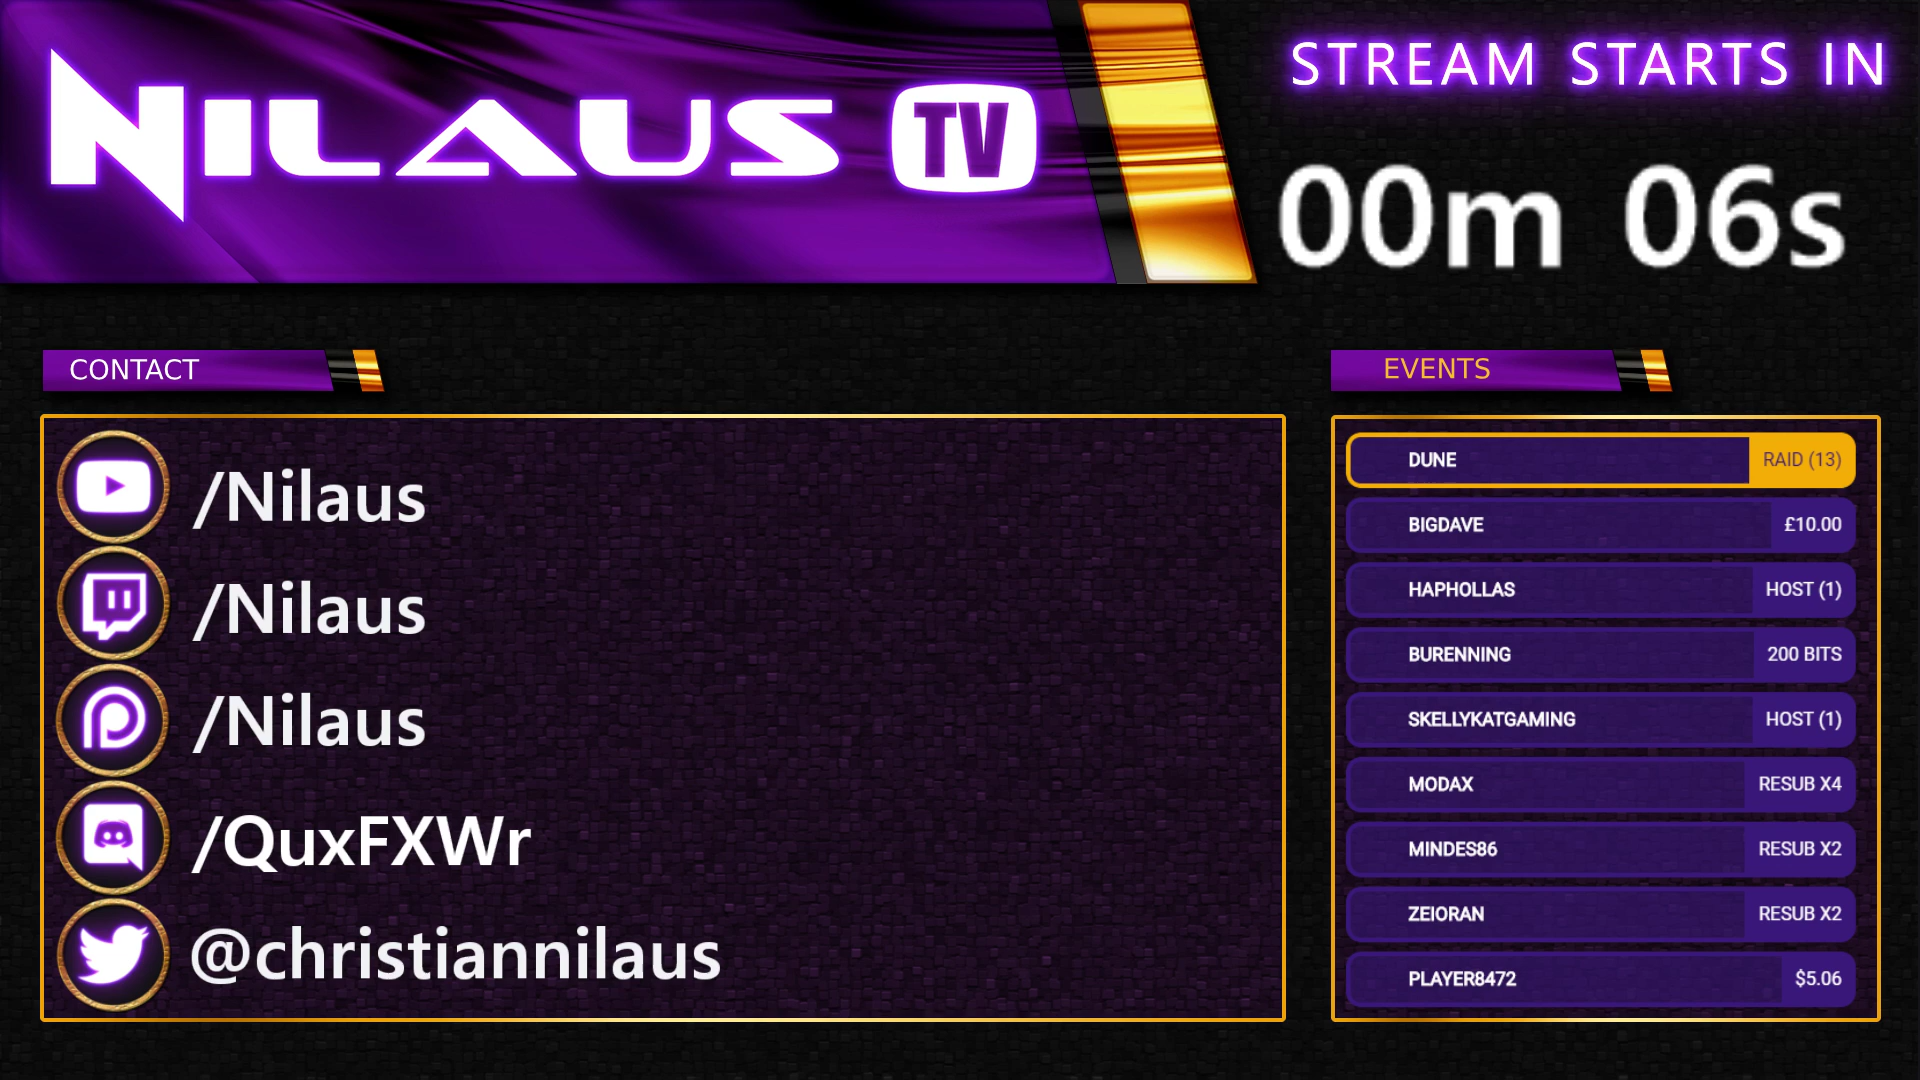 NILAUS TV
STREAM STARTS IN
00m 06s
CONTACT
/Nilaus
/Nilaus
/Nilaus
/QuxFXWr
@christiannilaus
EVENTS
DUNE RAID (13)
BIGDAVE £10.00
HAPHOLLAS HOST (1)
BURENNING 200 BITS
SKELLYKATGAMING HOST (1)
MODAX RESUB X4
MINDES86 RESUB X2
ZEIORAN RESUB X2
PLAYER8472 $5.06